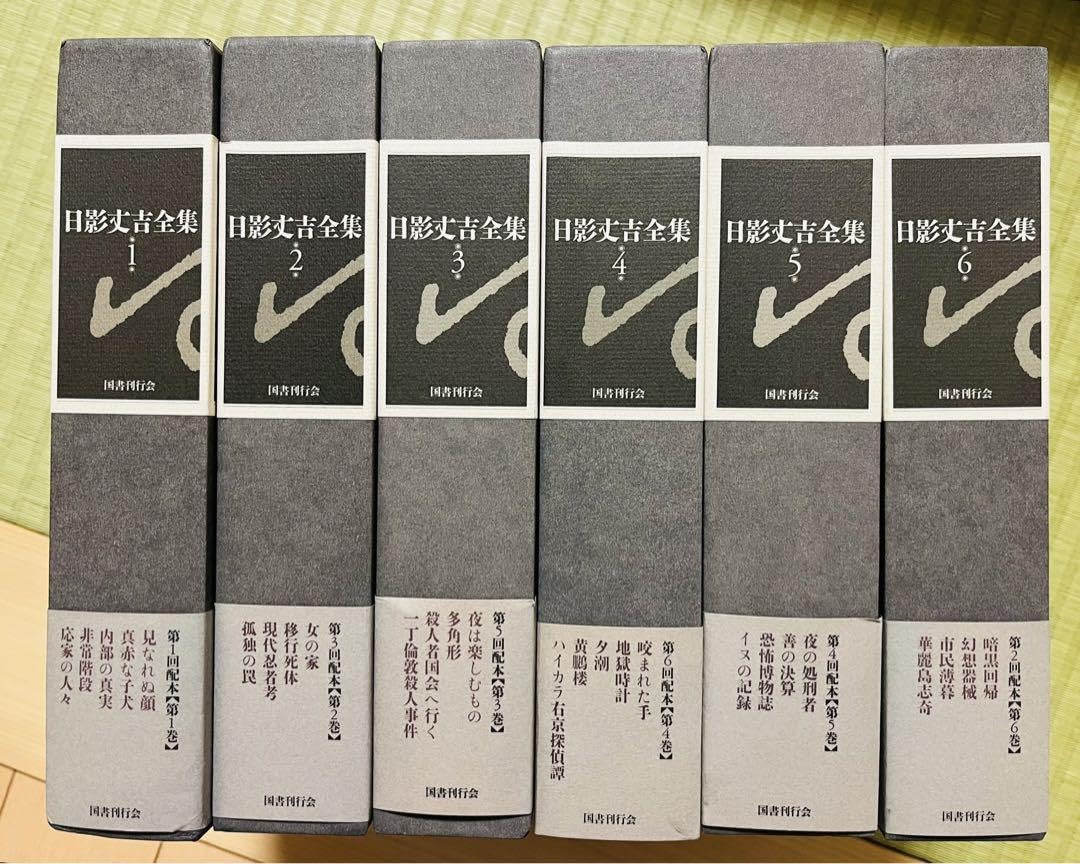 日影丈吉全集
1
国書刊行会
第1回配本【第1巻】
見なれぬ顔
真赤な子犬
内部の真実
非常階段
応家の人々
国書刊行会
日影丈吉全集
2
国書刊行会
第3回配本【第2巻】
女の家
移行死体
現代忍者考
孤独の罠
国書刊行会
日影丈吉全集
3
国書刊行会
第5回配本【第3巻】
夜は楽しむもの
多角形
殺人者国会へ行く
一丁倫敦殺人事件
国書刊行会
日影丈吉全集
4
国書刊行会
第6回配本【第4巻】
咬まれた手
地獄時計
夕潮
黄鵬楼
ハイカラ右京探偵譚
国書刊行会
日影丈吉全集
5
国書刊行会
第4回配本【第5巻】
夜の処刑者
善の決算
恐怖博物誌
イヌの記録
国書刊行会
日影丈吉全集
6
国書刊行会
第2回配本【第6巻】
暗黒回帰
幻想器械
市民薄暮
華麗島志奇
国書刊行会